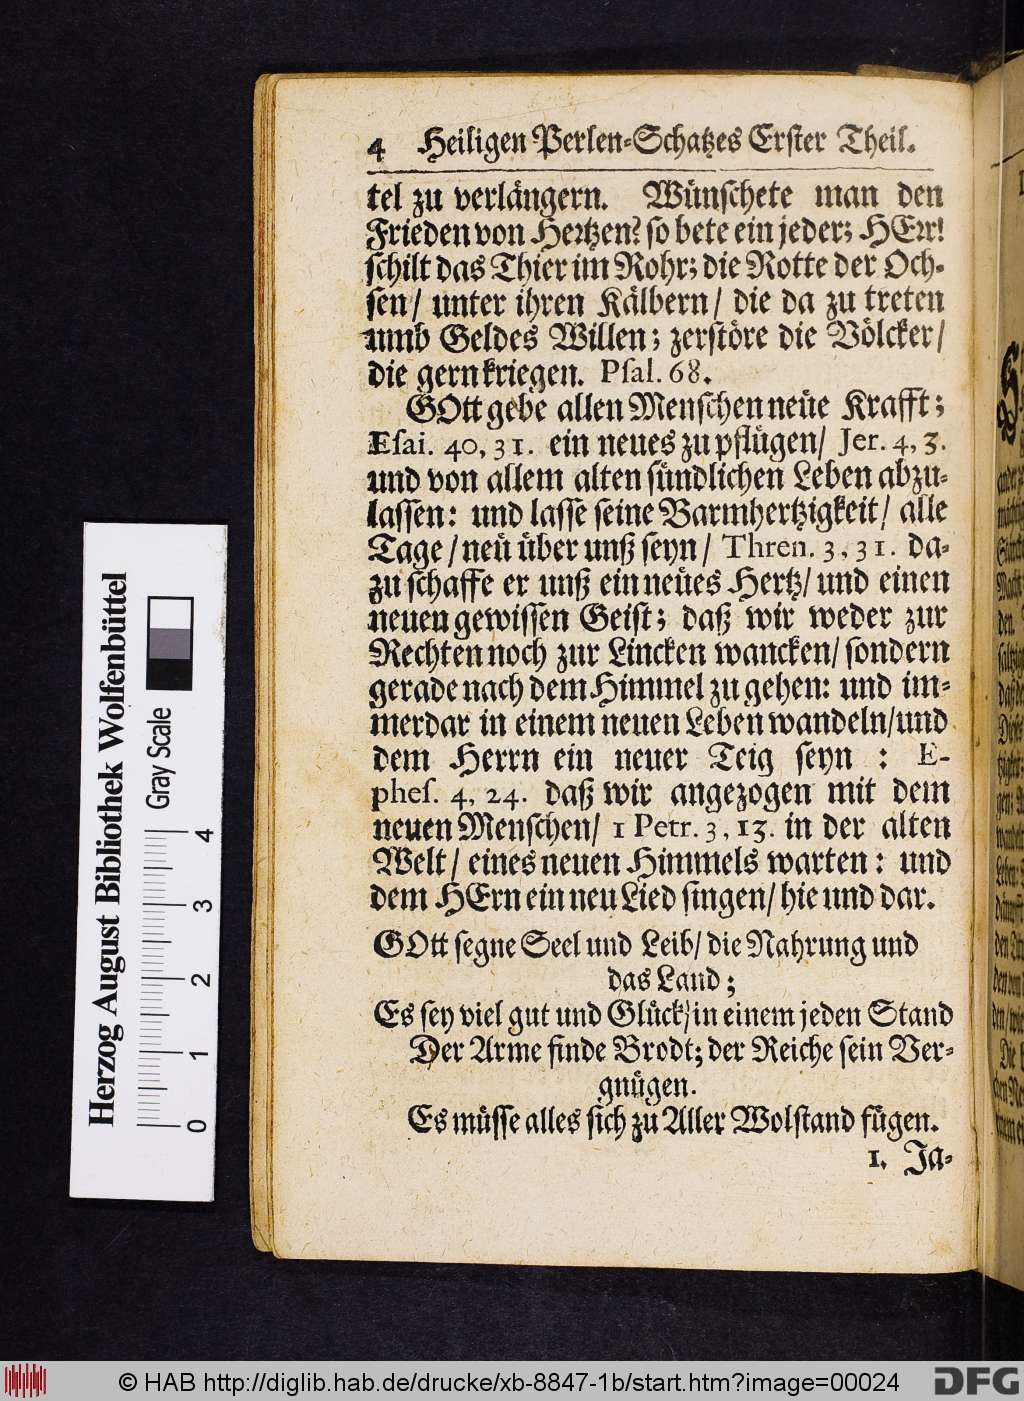 4 Heiligen Perlen-Schatzes Erster Theil.
tel zu verlängern. Wünschete man den
Frieden von Hertzen? so bete ein jeder; HErr!
schilt das Thier im Rohr; die Rotte der Och-
sen/ unter ihren Kälbern/ die da zu treten
umb Geldes Willen; zerstöre die Völcker/
die gern kriegen. Psal. 68.
GOtt gebe allen Menschen neüe Krafft;
Esai. 40, 31. ein neues zu pflügen/ Jer. 4, 3.
und von allem alten sündlichen Leben abzu-
lassen: und lasse seine Barmhertzigkeit/ alle
Tage/ neü über unß seyn/ Thren. 3, 31. da-
zu schaffe er unß ein neües Hertz/ und einen
neuen gewissen Geist; daß wir weder zur
Rechten noch zur Lincken wancken/ sondern
gerade nach dem Himmel zu gehen: und im-
merdar in einem neuen Leben wandeln/ und
dem Herrn ein neuer Teig seyn : E-
phes. 4, 24. daß wir angezogen mit dem
neuen Menschen/ 1 Petr. 3, 13. in der alten
Welt/ eines neuen Himmels warten: und
dem HErn ein neu Lied singen/ hie und dar.
GOtt segne Seel und Leib/ die Nahrung und
das Land;
Es sey viel gut und Glück/ in einem jeden Stand
Der Arme finde Brodt; der Reiche sein Ver-
gnügen.
Es müsse alles sich zu Aller Wolstand fügen.
1. Ja-
Herzog August Bibliothek Wolfenbüttel
Gray Scale
0 1 2 3 4
© HAB http://diglib.hab.de/drucke/xb-8847-1b/start.htm?image=00024
DFG